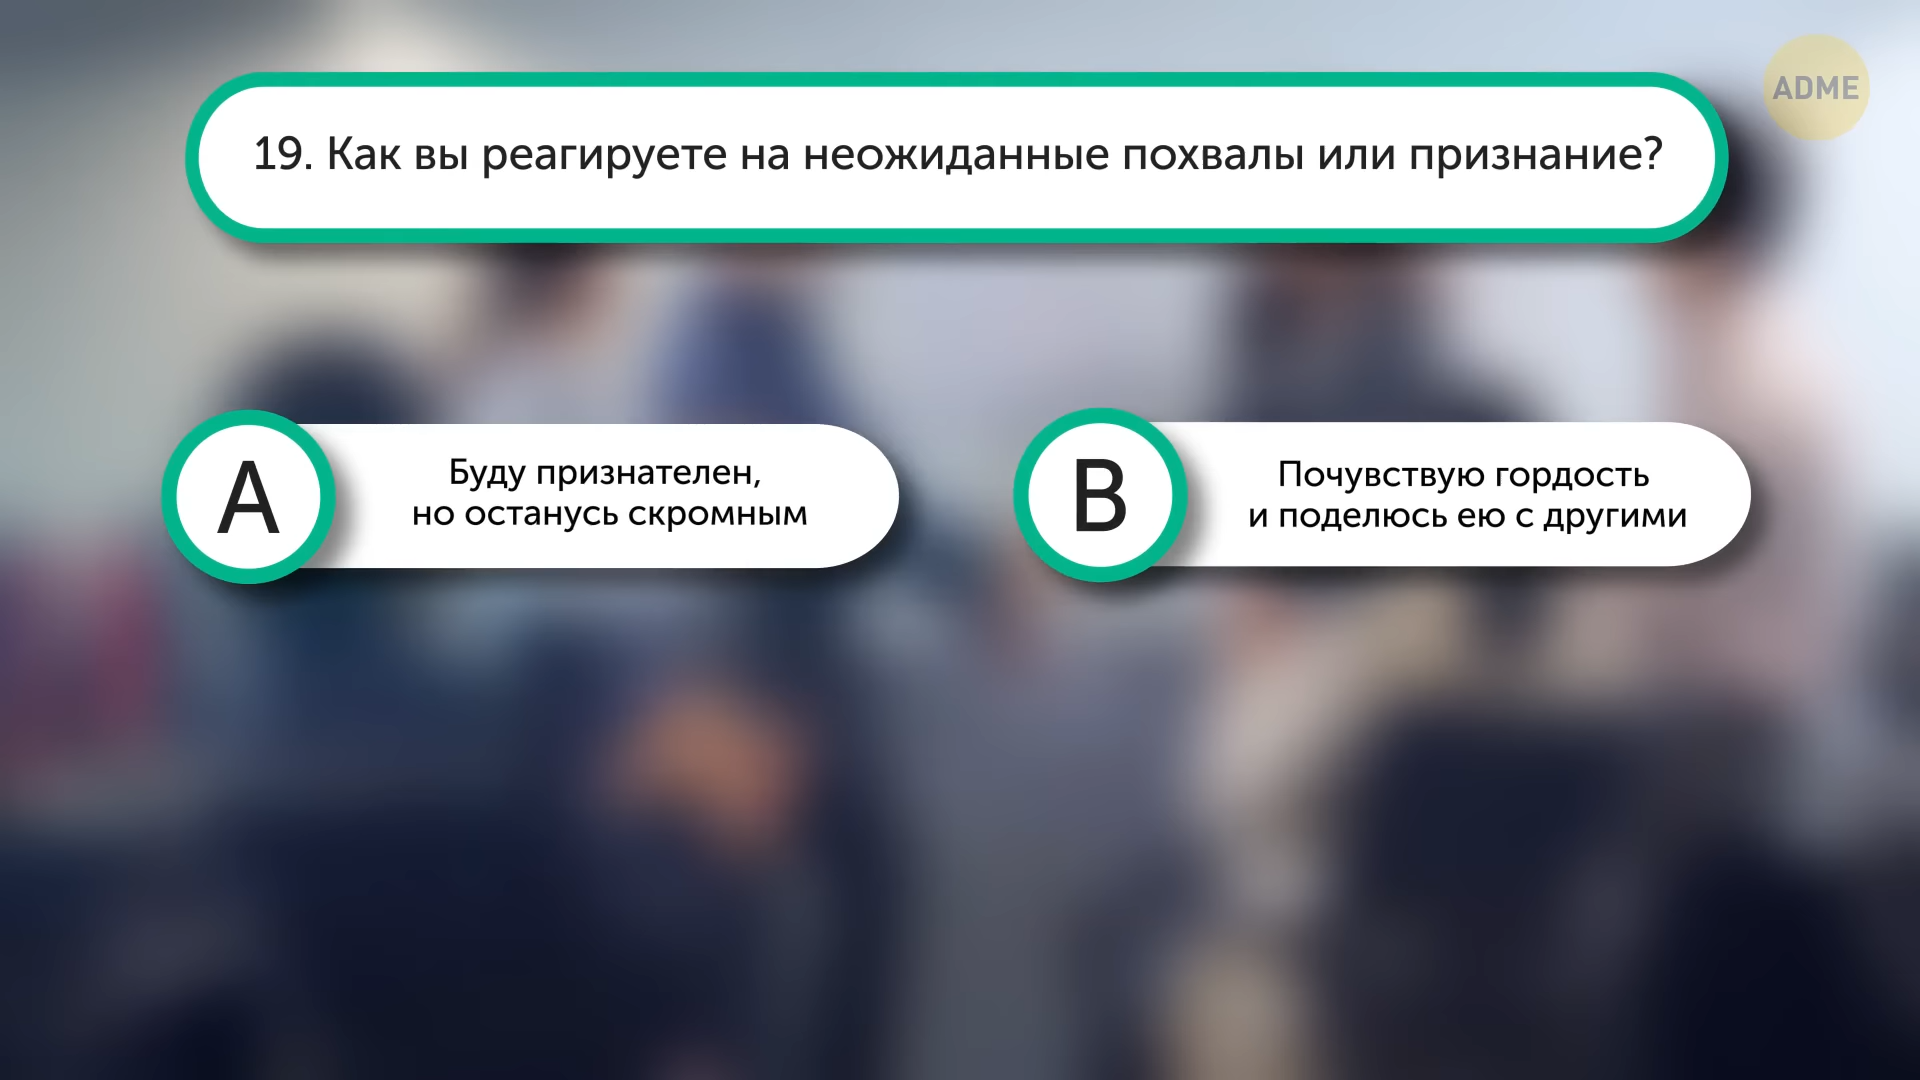 ADME
19. Как вы реагируете на неожиданные похвалы или признание?
A
Буду признателен,
но останусь скромным
B
Почувствую гордость
и поделюсь ею с другими